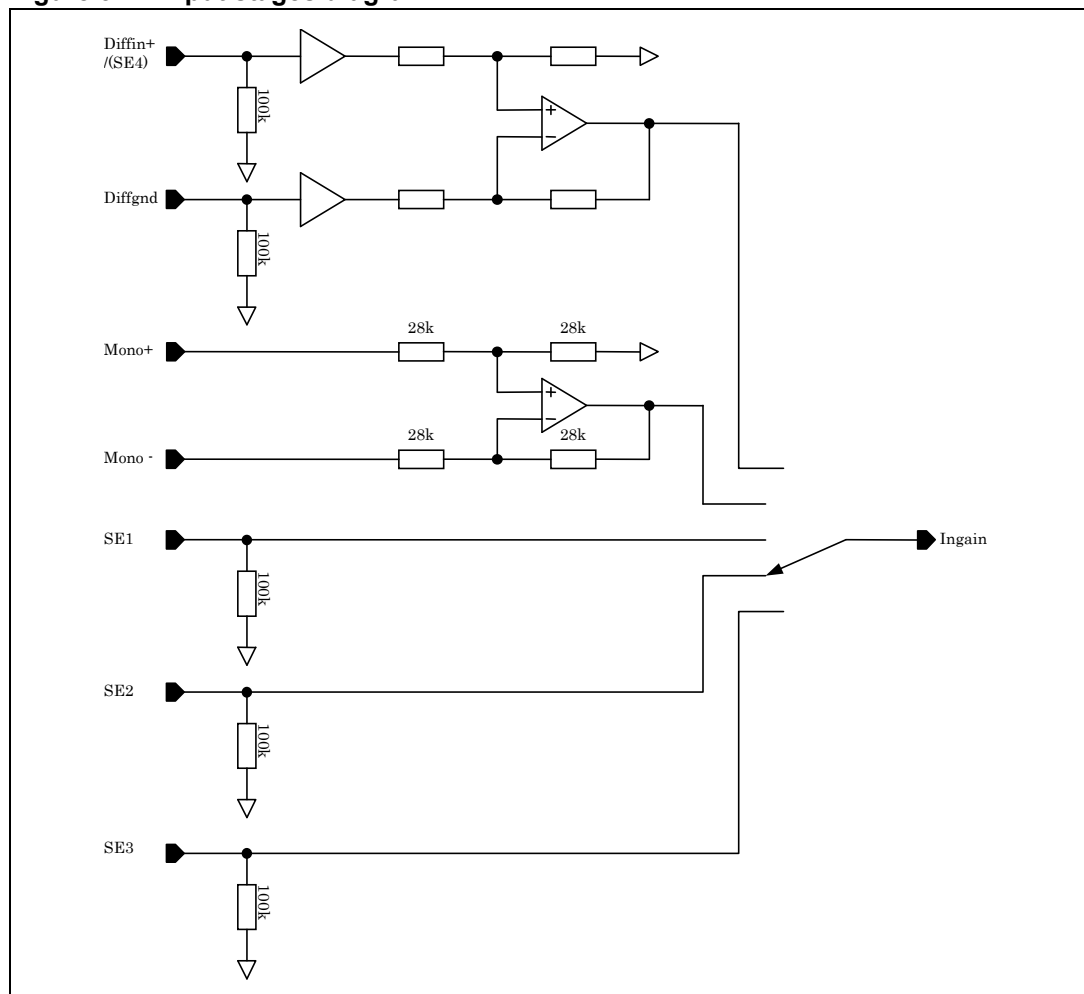 Diffin+
/(SE4)
100k
Diffgnd
100k
28k
28k
Mono+
+
−
+
−
28k
28k
Mono -
SE1
Ingain
100k
SE2
100k
SE3
100k